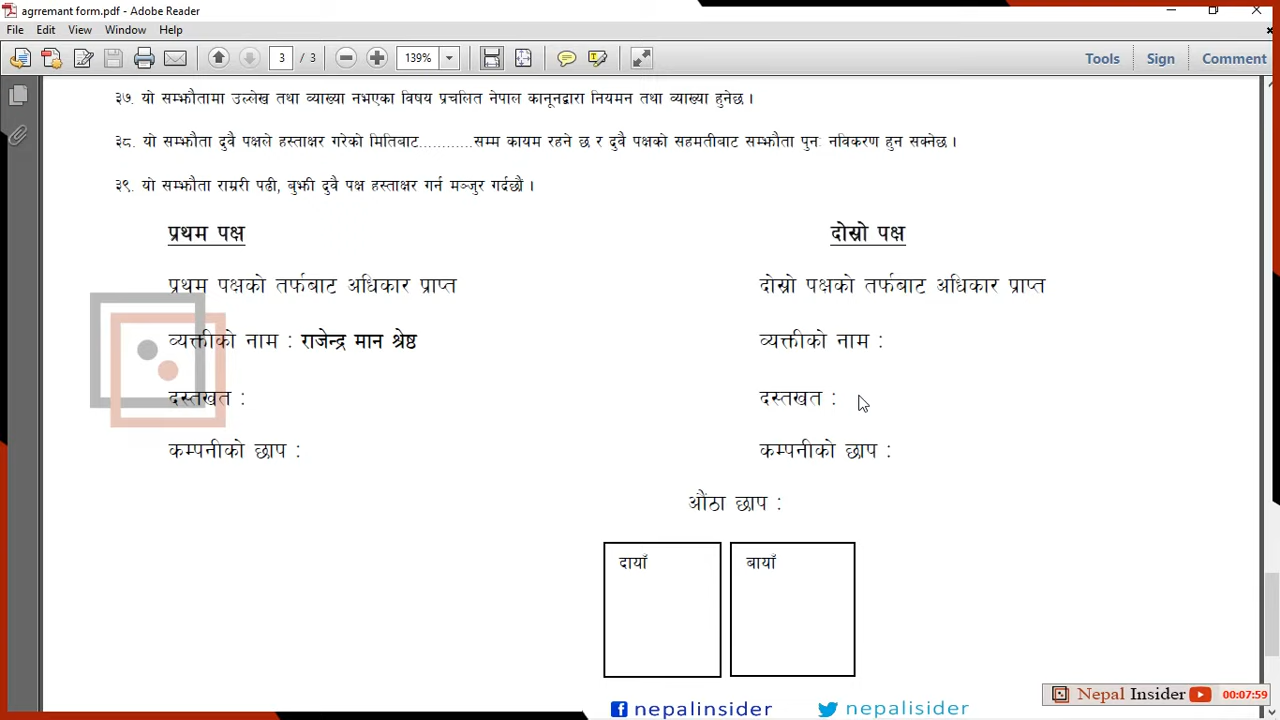 agrremant form.pdf - Adobe Reader
File Edit View Window Help
3 / 3 139% Tools Sign Comment
३७. यो सम्झौतामा उल्लेख तथा व्याख्या नभएका विषय प्रचलित नेपाल कानूनद्वारा नियमन तथा व्याख्या हुनेछ ।
३८. यो सम्झौता दुवै पक्षले हस्ताक्षर गरेको मितिबाट............सम्म कायम रहने छ र दुवै पक्षको सहमतीबाट सम्झौता पुनः नविकरण हुन सक्नेछ ।
३९. यो सम्झौता राम्ररी पढी, बुझी दुवै पक्ष हस्ताक्षर गर्न मञ्जुर गर्दछौं ।
प्रथम पक्ष दोस्रो पक्ष
प्रथम पक्षको तर्फबाट अधिकार प्राप्त दोस्रो पक्षको तर्फबाट अधिकार प्राप्त
व्यक्तीको नाम : राजेन्द्र मान श्रेष्ठ व्यक्तीको नाम :
दस्तखत : दस्तखत :
कम्पनीको छाप : कम्पनीको छाप :
औंठा छाप :
दायाँ बायाँ
Nepal Insider 00:07:59
nepalinsider nepalisider